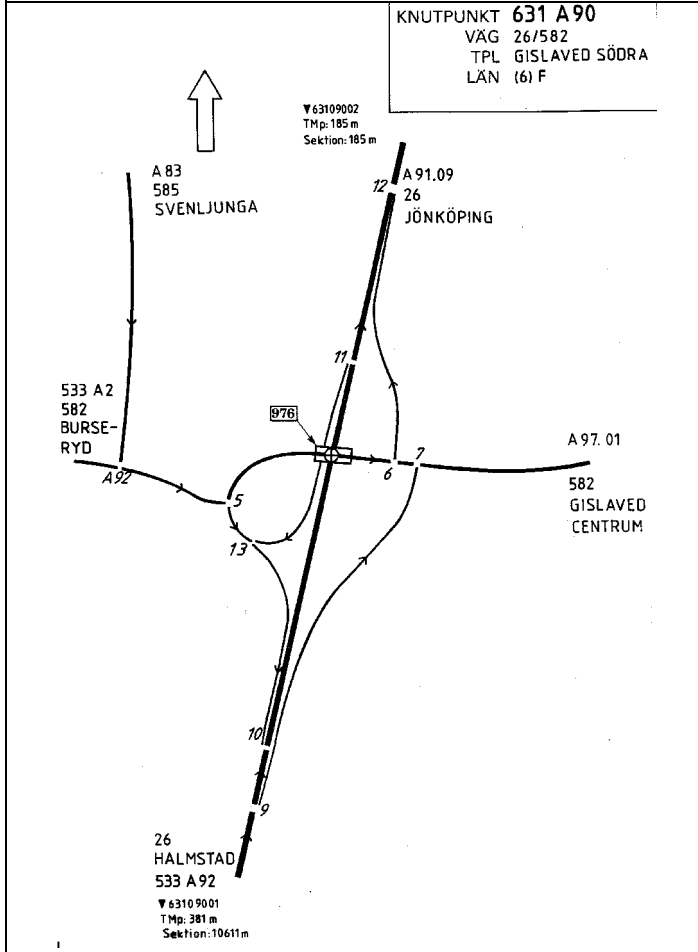 KNUTPUNKT 631 A90
VÄG 26/582
TPL GISLAVED SÖDRA
LÄN (6) F
▼63109002
TMp: 185 m
Sektion: 185 m
A 83
585
SVENLJUNGA
12
A 91.09
26
JÖNKÖPING
11
533 A2
582
BURSE-
RYD
976
A 97.01
A92
5
6
7
582
GISLAVED
CENTRUM
13
10
9
26
HALMSTAD
533 A92
▼63109001
TMp: 381 m
Sektion: 10611m